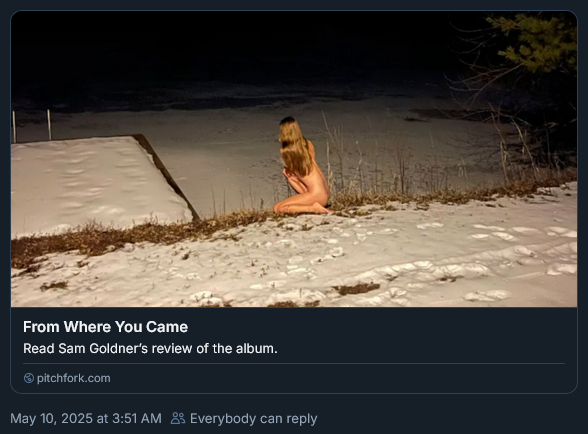 From Where You Came
Read Sam Goldner’s review of the album.
pitchfork.com
May 10, 2025 at 3:51 AM Everybody can reply